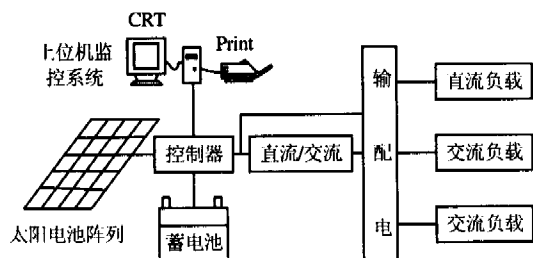 CRT
上位机监
控系统
Print
输
配
电
直流负载
控制器
直流/交流
交流负载
太阳电池阵列
蓄电池
交流负载